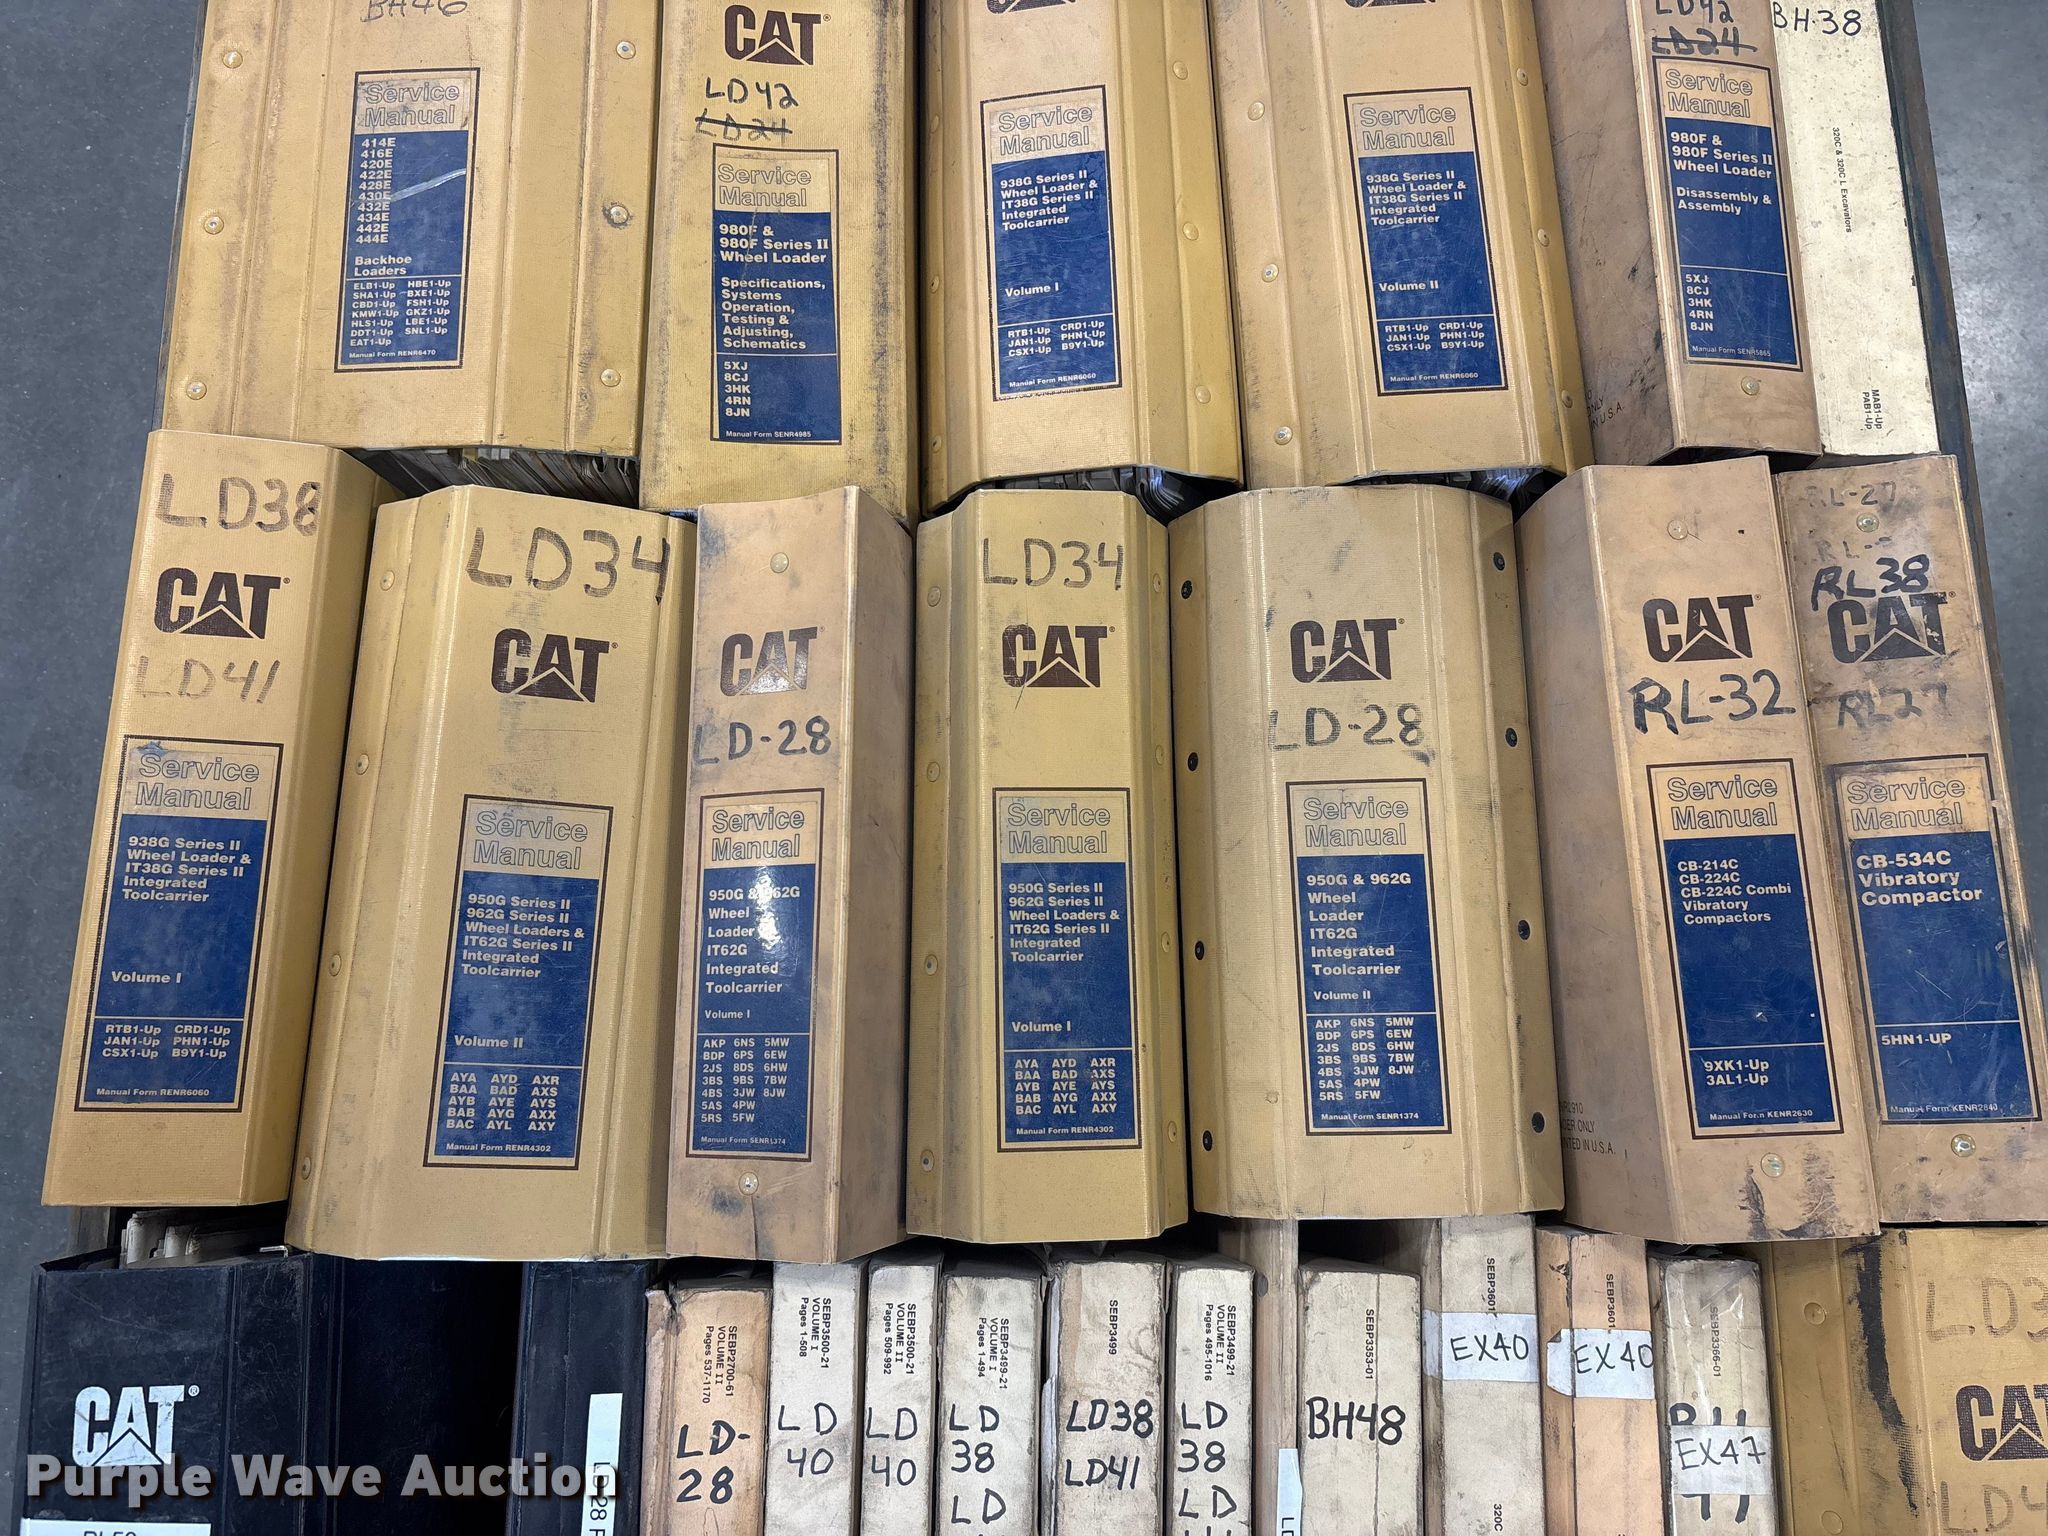 BH46
Service
Manual
414E
416E
420E
422E
428E
430E
432E
434E
442E
444E
Backhoe
Loaders
ELB1-Up HBE1-Up
SHA1-Up BXE1-Up
CBD1-Up FSH1-Up
KMW1-Up GKZ1-Up
HLS1-Up LBE1-Up
DDT1-Up SNL1-Up
EAT1-Up
Manual Form RENR6470
CAT
LD42
LD24
Service
Manual
980F &
980F Series II
Wheel Loader
Specifications,
Systems
Operation,
Testing &
Adjusting,
Schematics
5XJ
8CJ
3HK
4RN
8JN
Manual Form SENR4985
Service
Manual
938G Series II
Wheel Loader &
IT38G Series II
Integrated
Toolcarrier
Volume I
RTB1-Up CRD1-Up
JAN1-Up PHN1-Up
CSX1-Up B9Y1-Up
Manual Form RENR6060
Service
Manual
938G Series II
Wheel Loader &
IT38G Series II
Integrated
Toolcarrier
Volume II
RTB1-Up CRD1-Up
JAN1-Up PHN1-Up
CSX1-Up B9Y1-Up
Manual Form RENR6060
LD42
LD24
Service
Manual
980F &
980F Series II
Wheel Loader
Disassembly &
Assembly
5XJ
8CJ
3HK
4RN
8JN
Manual Form SENR5865
ONLY
IN U.S.A.
BH-38
320C & 320C L Excavators
MAB1-Up
PAB1-Up
LD38
CAT
LD41
Service
Manual
938G Series II
Wheel Loader &
IT38G Series II
Integrated
Toolcarrier
Volume I
RTB1-Up CRD1-Up
JAN1-Up PHN1-Up
CSX1-Up B9Y1-Up
Manual Form RENR6060
LD34
CAT
Service
Manual
950G Series II
962G Series II
Wheel Loaders &
IT62G Series II
Integrated
Toolcarrier
Volume II
AYA AYD AXR
BAA BAD AXS
AYB AYE AYS
BAB AYG AXX
BAC AYL AXY
Manual Form RENR4302
CAT
LD-28
Service
Manual
950G & 962G
Wheel
Loader
IT62G
Integrated
Toolcarrier
Volume I
AKP 6NS 5MW
BDP 6PS 6EW
2JS 8DS 6HW
3BS 9BS 7BW
4BS 3JW 8JW
5AS 4PW
5RS 5FW
Manual Form SENR1374
LD34
CAT
Service
Manual
950G Series II
962G Series II
Wheel Loaders &
IT62G Series II
Integrated
Toolcarrier
Volume I
AYA AYD AXR
BAA BAD AXS
AYB AYE AYS
BAB AYG AXX
BAC AYL AXY
Manual Form RENR4302
CAT
LD-28
Service
Manual
950G & 962G
Wheel
Loader
IT62G
Integrated
Toolcarrier
Volume II
AKP 6NS 5MW
BDP 6PS 6EW
2JS 8DS 6HW
3BS 9BS 7BW
4BS 3JW 8JW
5AS 4PW
5RS 5FW
Manual Form SENR1374
CAT
RL-32
Service
Manual
CB-214C
CB-224C
CB-224C Combi
Vibratory
Compactors
9XK1-Up
3AL1-Up
Manual Form KENR2630
ONLY
IN U.S.A.
RL-27
RL38
CAT
RL27
Service
Manual
CB-534C
Vibratory
Compactor
5HN1-UP
Manual Form KENR2840
CAT
SEBP2700-61
VOLUME II
Pages 537-1170
LD-
28
SEBP3500-21
VOLUME I
Pages 1-508
LD
40
SEBP3500-21
VOLUME II
Pages 509-992
LD
40
SEBP3499-21
VOLUME I
Pages 1-494
LD
38
LD
SEBP3499
LD38
LD41
SEBP3499-21
VOLUME II
Pages 495-1016
LD
38
LD
SEBP3353-01
BH48
SEBP3601
EX40
320C
SEBP3601
EX40
SEBP3366-01
EX47
CAT
Purple Wave Auction